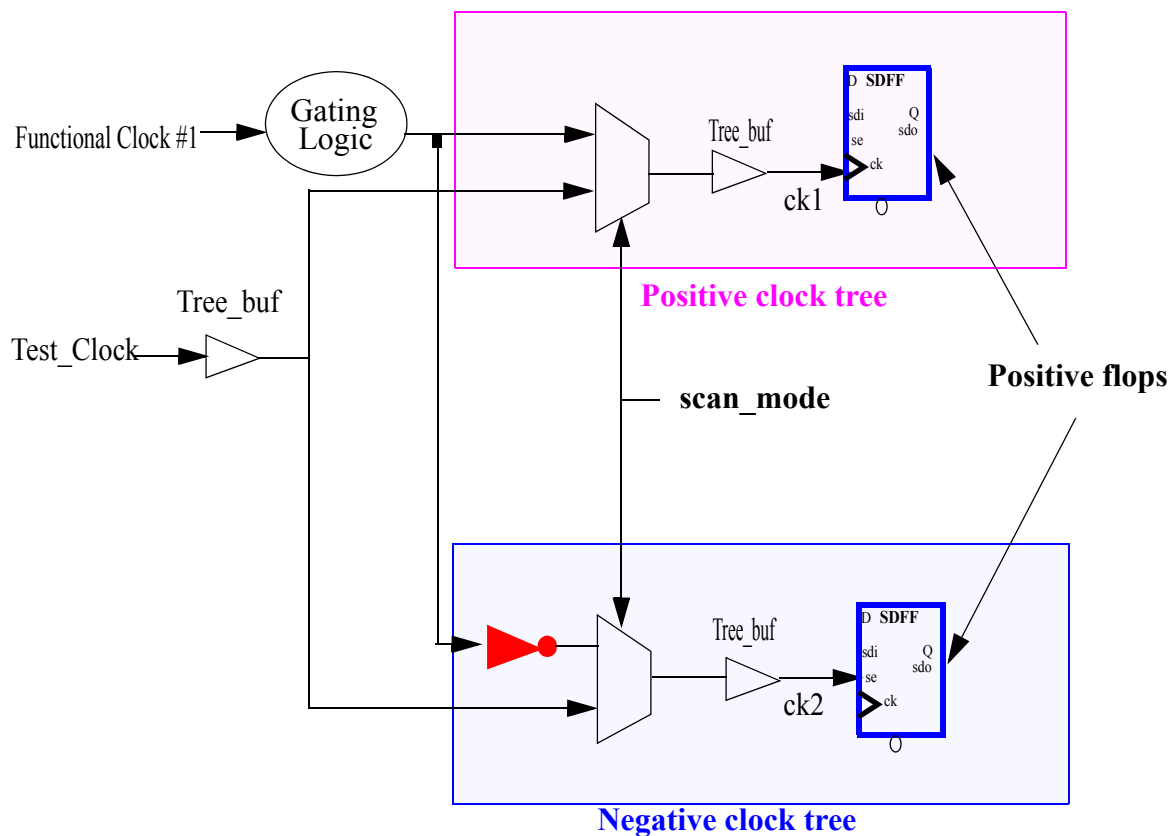 D SDFF
sdi Q
sdo
se
ck
Gating
Logic
Functional Clock #1
Tree_buf
ck1
Positive clock tree
Tree_buf
Test_Clock
Positive flops
scan_mode
D SDFF
sdi Q
sdo
se
ck
Tree_buf
ck2
Negative clock tree